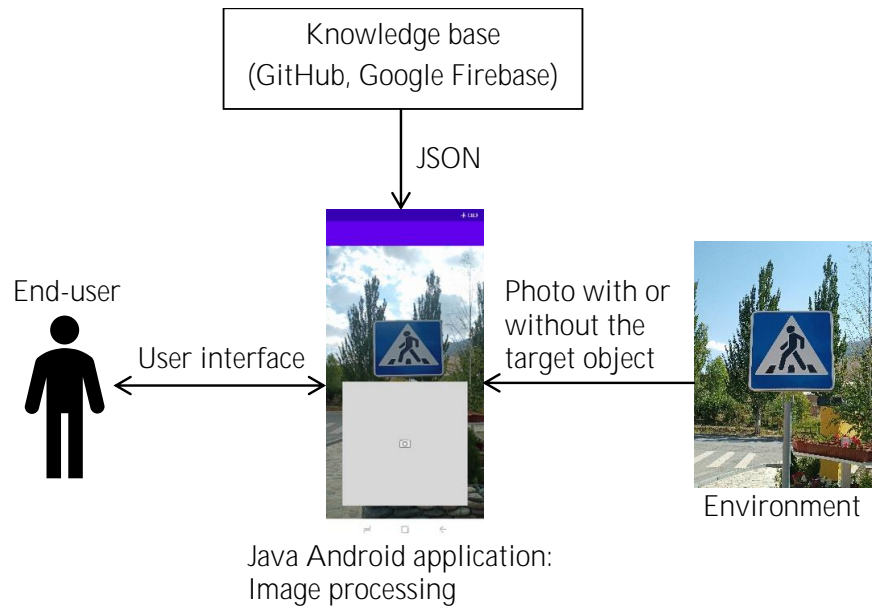 Knowledge base
(GitHub, Google Firebase)
JSON
End-user
User interface
Photo with or
without the
target object
Environment
Java Android application:
Image processing